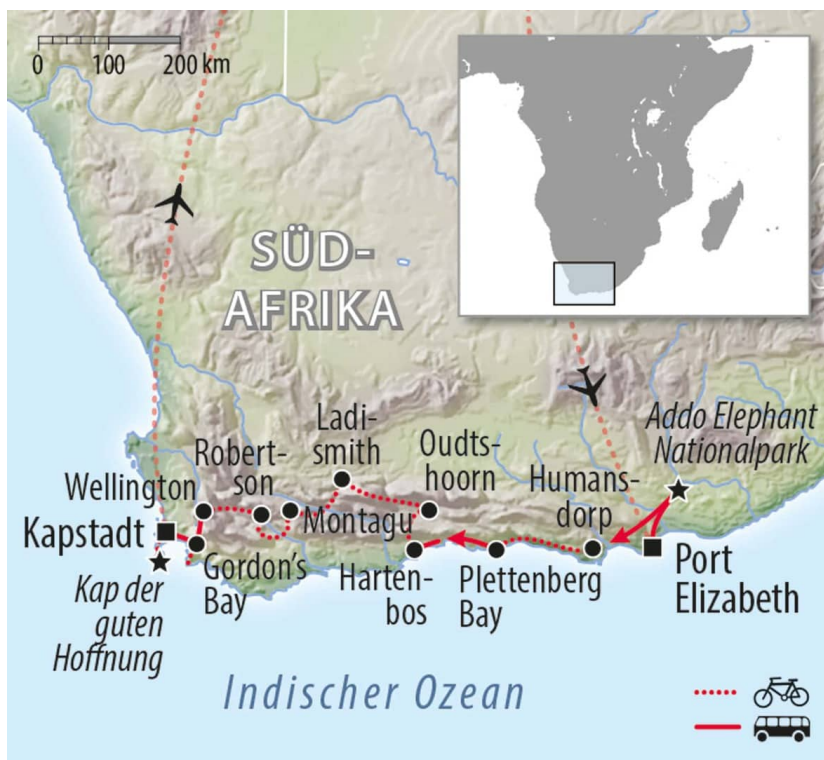 0 100 200 km
SÜD-
AFRIKA
Addo Elephant
Nationalpark
Ladi-
smith
Oudts-
hoorn
Robert-
son
Humans-
dorp
Wellington
Montagu
Kapstadt
Gordon's
Bay
Harten-
bos
Plettenberg
Bay
Port
Elizabeth
Kap der
guten
Hoffnung
Indischer Ozean